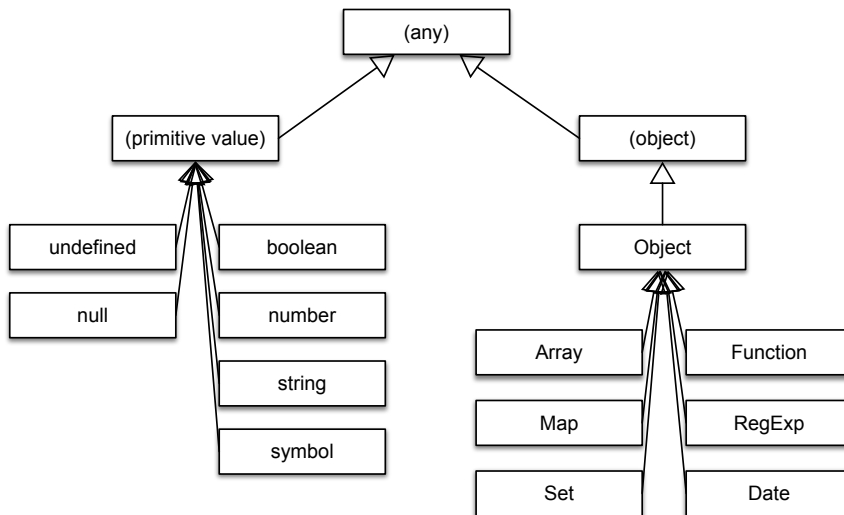 (any)
(primitive value)
(object)
undefined
boolean
Object
null
number
Array
Function
string
Map
RegExp
symbol
Set
Date